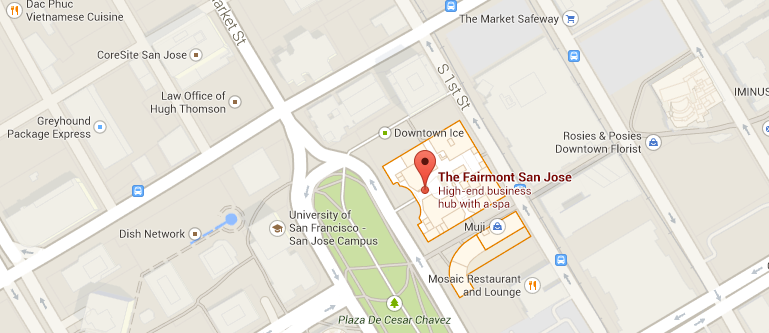 Dac Phuc
Vietnamese Cuisine
Market St
The Market Safeway
CoreSite San Jose
S 1st St
Law Office of
Hugh Thomson
IMINUS
Greyhound
Package Express
Downtown Ice
Rosies & Posies
Downtown Florist
The Fairmont San Jose
High-end business
hub with a spa
University of
San Francisco -
San Jose Campus
Muji
Dish Network
Mosaic Restaurant
and Lounge
Plaza De Cesar Chavez